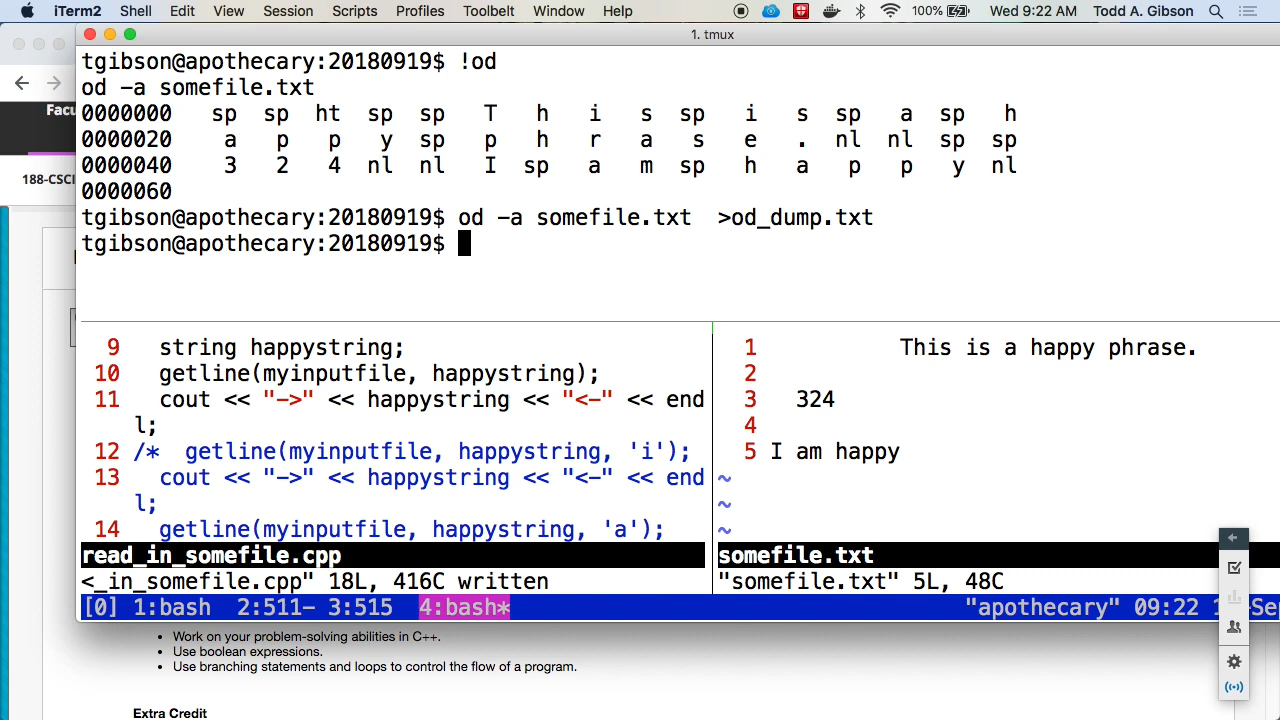 iTerm2 Shell Edit View Session Scripts Profiles Toolbelt Window Help 100% Wed 9:22 AM Todd A. Gibson
1. tmux
tgibson@apothecary:20180919$ !od
od -a somefile.txt
0000000 sp sp ht sp sp T h i s sp i s sp a sp h
0000020 a p p y sp p h r a s e . nl nl sp sp
0000040 3 2 4 nl nl I sp a m sp h a p p y nl
0000060
tgibson@apothecary:20180919$ od -a somefile.txt >od_dump.txt
tgibson@apothecary:20180919$
9 string happystring;
10 getline(myinputfile, happystring);
11 cout << "->" << happystring << "<-" << end
l;
12 /* getline(myinputfile, happystring, 'i');
13 cout << "->" << happystring << "<-" << end
l;
14 getline(myinputfile, happystring, 'a');
read_in_somefile.cpp
<_in_somefile.cpp" 18L, 416C written
1 This is a happy phrase.
2
3 324
4
5 I am happy
~
~
~
somefile.txt
"somefile.txt" 5L, 48C
[0] 1:bash 2:511- 3:515 4:bash* "apothecary" 09:22
Facu
188-CSCI
• Work on your problem-solving abilities in C++.
• Use boolean expressions.
• Use branching statements and loops to control the flow of a program.
Extra Credit